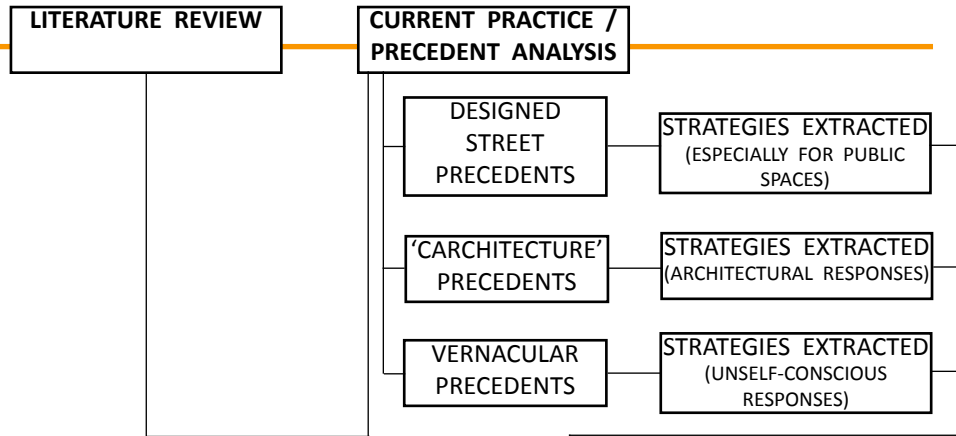 LITERATURE REVIEW
CURRENT PRACTICE /
PRECEDENT ANALYSIS
DESIGNED
STREET
PRECEDENTS
STRATEGIES EXTRACTED
(ESPECIALLY FOR PUBLIC
SPACES)
'CARCHITECTURE'
PRECEDENTS
STRATEGIES EXTRACTED
(ARCHITECTURAL RESPONSES)
VERNACULAR
PRECEDENTS
STRATEGIES EXTRACTED
(UNSELF-CONSCIOUS
RESPONSES)